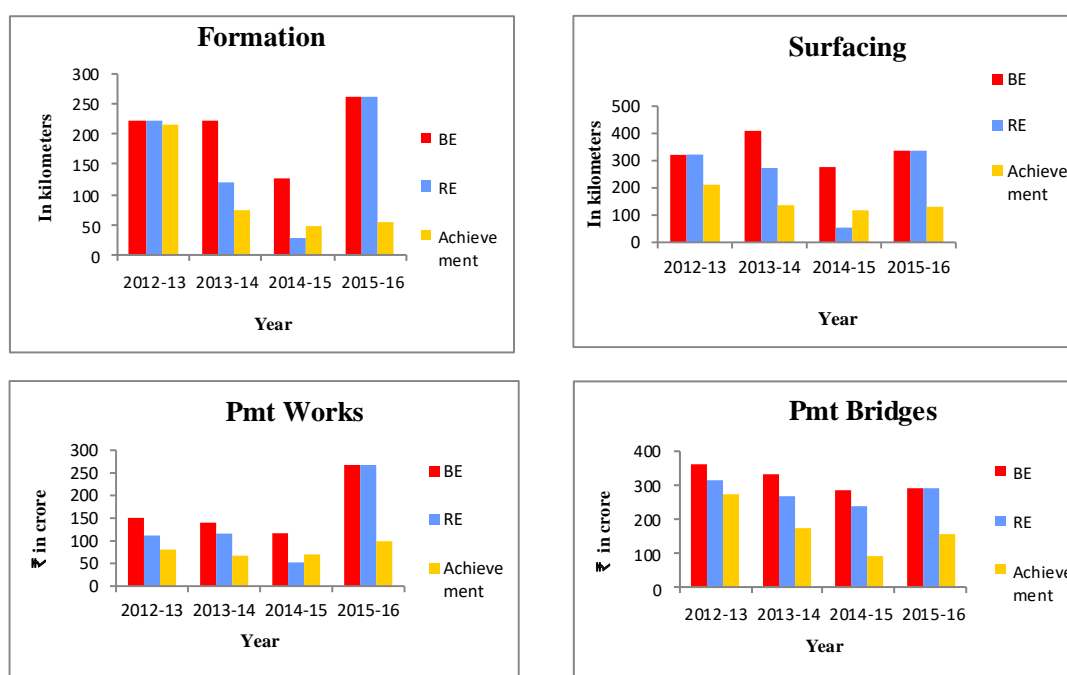 Formation
300
250
200
150
100
50
0
In kilometers
2012-13 2013-14 2014-15 2015-16
Year
BE
RE
Achieve
ment
Surfacing
500
400
300
200
100
0
In kilometers
2012-13 2013-14 2014-15 2015-16
Year
BE
RE
Achieve
ment
Pmt Works
300
250
200
150
100
50
0
₹ in crore
2012-13 2013-14 2014-15 2015-16
Year
BE
RE
Achieve
ment
Pmt Bridges
400
300
200
100
0
₹ in crore
2012-13 2013-14 2014-15 2015-16
Year
BE
RE
Achieve
ment